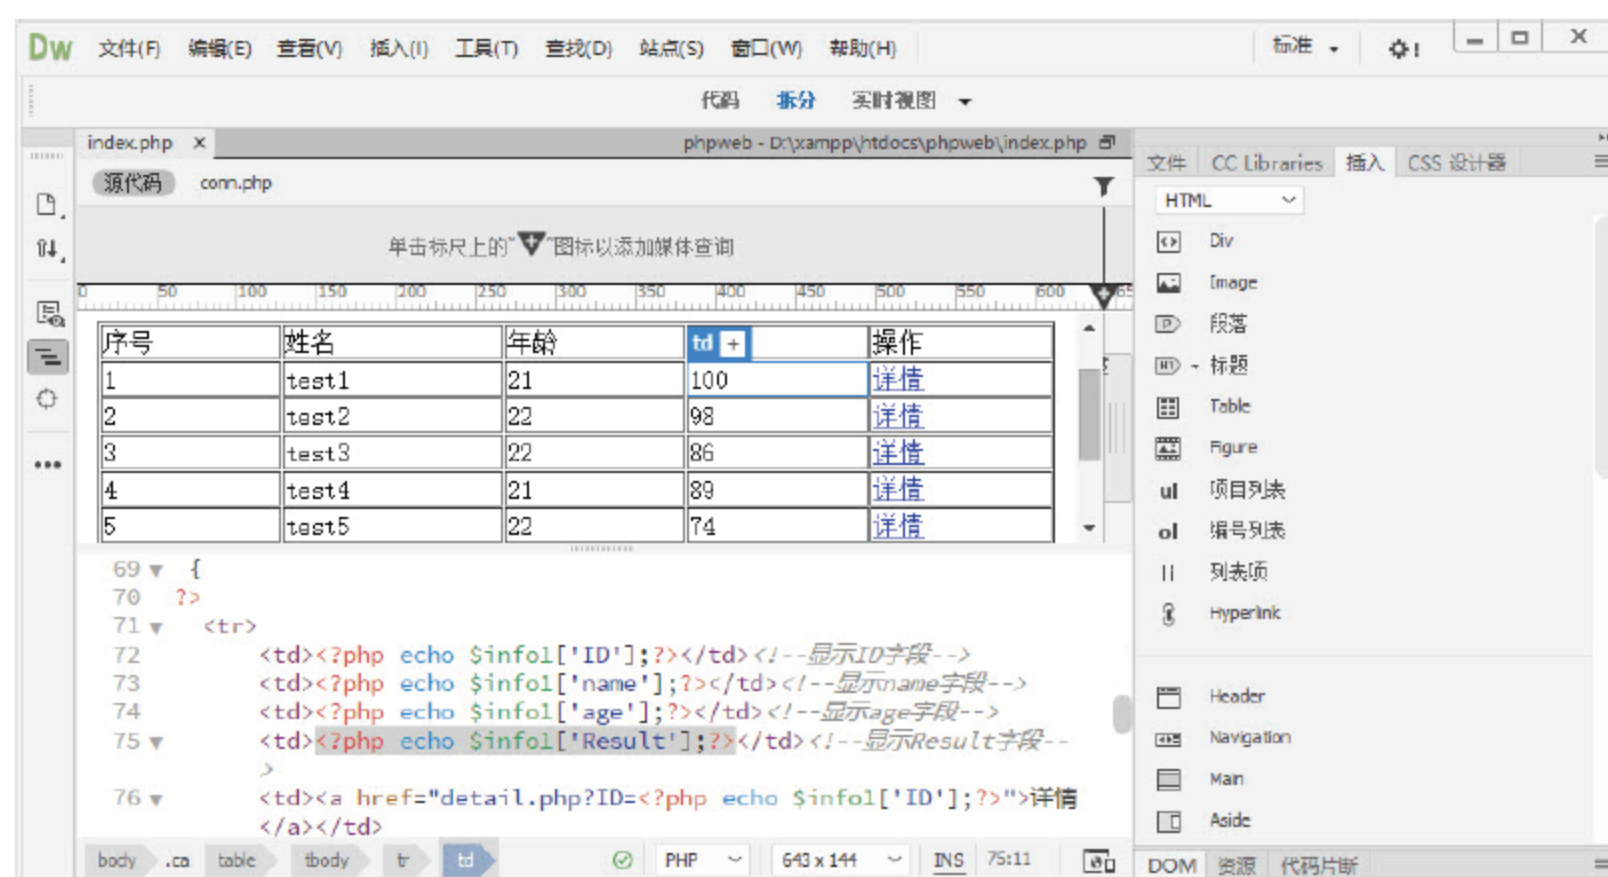 Dw 文件(F) 编辑(E) 查看(V) 插入(I) 工具(T) 查找(D) 站点(S) 窗口(W) 帮助(H) 标准
代码 拆分 实时视图
index.php × phpweb - D:\xampp\htdocs\phpweb\index.php
文件 CC Libraries 插入 CSS 设计器
源代码 conn.php
HTML
单击标尺上的"图标以添加媒体查询
0 50 100 150 200 250 300 350 400 450 500 550 600 65
序号 姓名 年龄 td + 操作
1 test1 21 100 详情
2 test2 22 98 详情
3 test3 22 86 详情
4 test4 21 89 详情
5 test5 22 74 详情
69 {
70 ?>
71 <tr>
72 <td><?php echo $info1['ID'];?></td><!--显示ID字段-->
73 <td><?php echo $info1['name'];?></td><!--显示name字段-->
74 <td><?php echo $info1['age'];?></td><!--显示age字段-->
75 <td><?php echo $info1['Result'];?></td><!--显示Result字段--
>
76 <td><a href="detail.php?ID=<?php echo $info1['ID'];?>">详情
</a></td>
body .ca table tbody tr td PHP 643 x 144 INS 75:11
Div
Image
段落
标题
Table
Figure
ul 项目列表
ol 编号列表
li 列表项
Hyperlink
Header
Navigation
Main
Aside
DOM 资源 代码片断